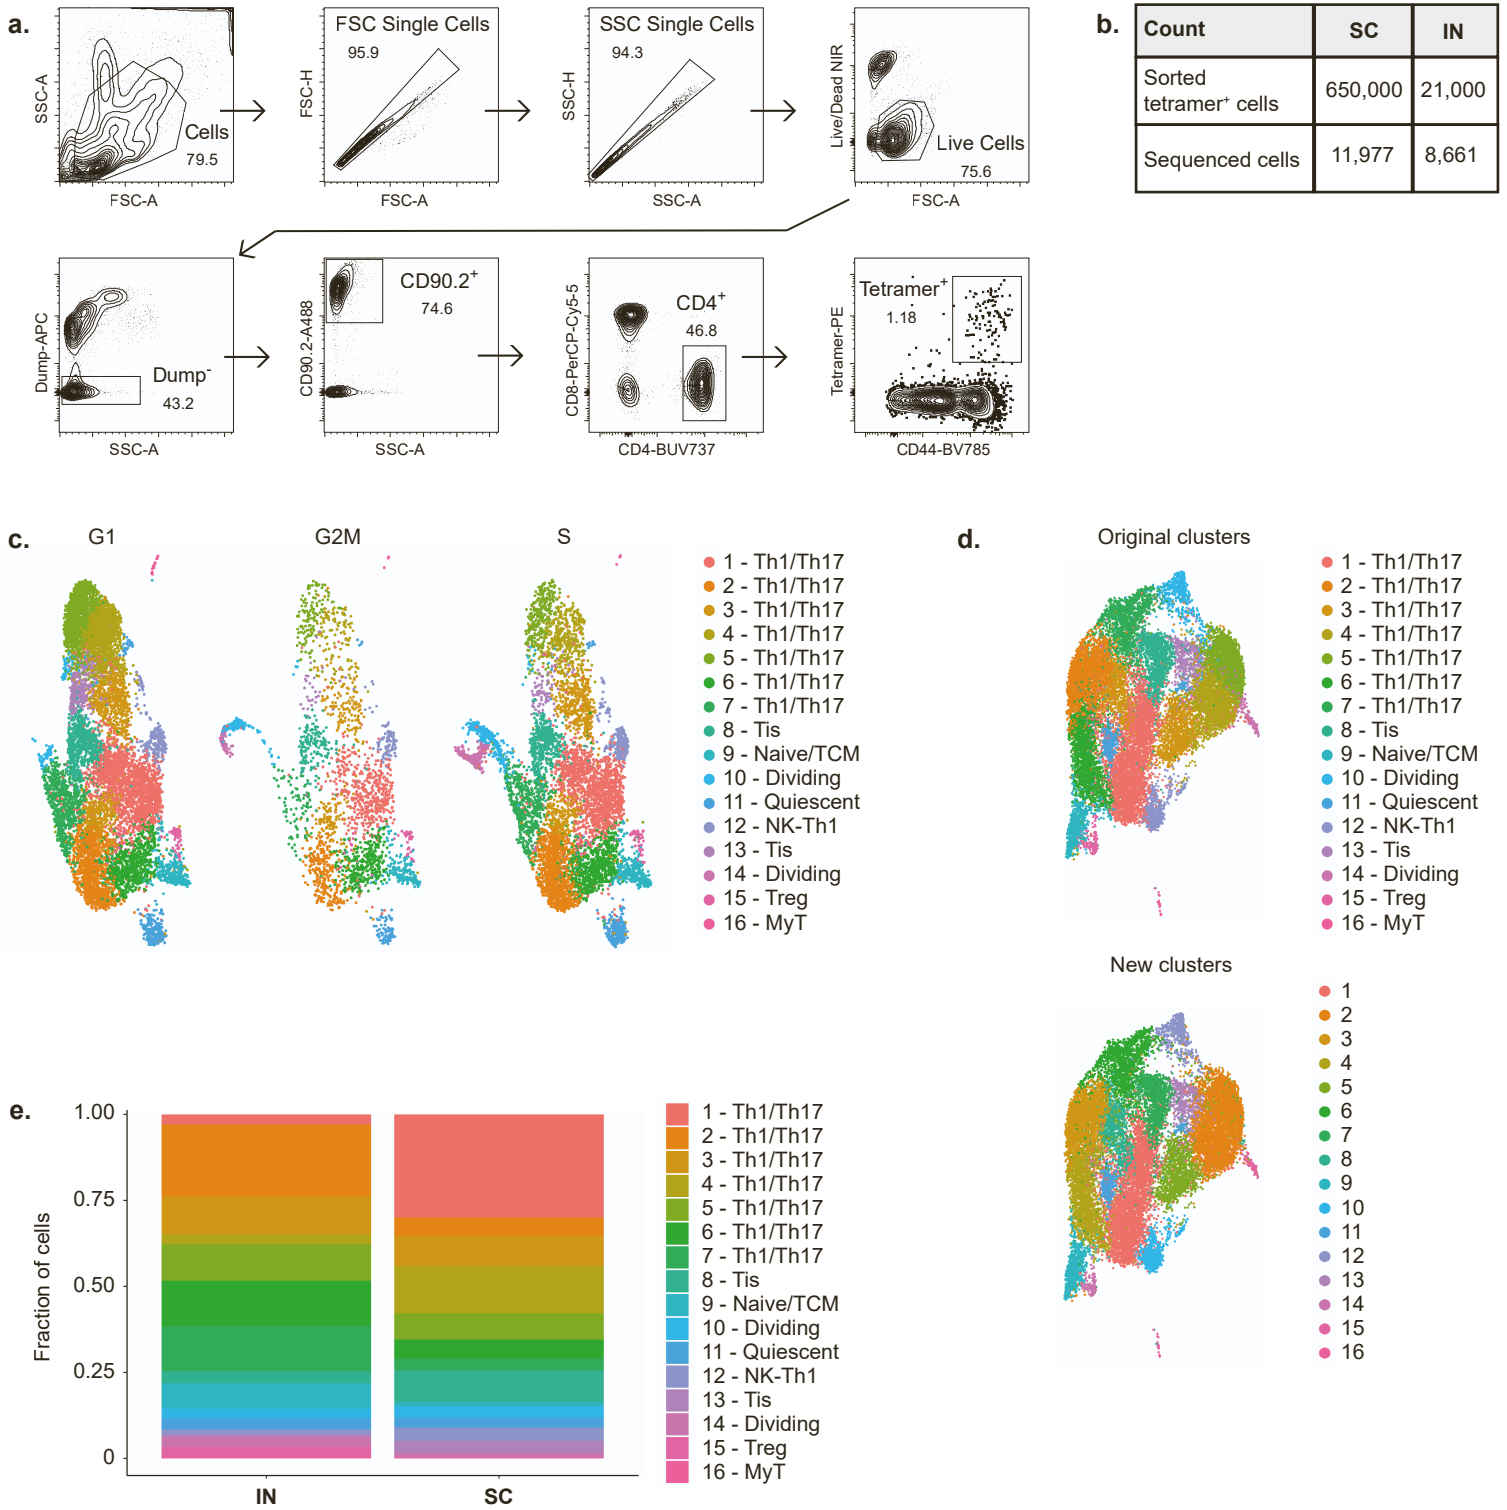 a.
SSC-A
Cells
79.5
FSC-A
FSC Single Cells
95.9
FSC-H
FSC-A
SSC Single Cells
94.3
SSC-H
SSC-A
Live/Dead NIR
Live Cells
75.6
FSC-A
Dump-APC
Dump-
43.2
SSC-A
CD90.2-A488
CD90.2+
74.6
SSC-A
CD8-PerCP-Cy5-5
CD4+
46.8
CD4-BUV737
Tetramer-PE
Tetramer+
1.18
CD44-BV785
b.
Count SC IN
Sorted
tetramer+ cells 650,000 21,000
Sequenced cells 11,977 8,661
c.
G1 G2M S
1 - Th1/Th17
2 - Th1/Th17
3 - Th1/Th17
4 - Th1/Th17
5 - Th1/Th17
6 - Th1/Th17
7 - Th1/Th17
8 - Tis
9 - Naive/TCM
10 - Dividing
11 - Quiescent
12 - NK-Th1
13 - Tis
14 - Dividing
15 - Treg
16 - MyT
d.
Original clusters
1 - Th1/Th17
2 - Th1/Th17
3 - Th1/Th17
4 - Th1/Th17
5 - Th1/Th17
6 - Th1/Th17
7 - Th1/Th17
8 - Tis
9 - Naive/TCM
10 - Dividing
11 - Quiescent
12 - NK-Th1
13 - Tis
14 - Dividing
15 - Treg
16 - MyT
New clusters
1
2
3
4
5
6
7
8
9
10
11
12
13
14
15
16
e.
Fraction of cells
1.00
0.75
0.50
0.25
0
IN SC
1 - Th1/Th17
2 - Th1/Th17
3 - Th1/Th17
4 - Th1/Th17
5 - Th1/Th17
6 - Th1/Th17
7 - Th1/Th17
8 - Tis
9 - Naive/TCM
10 - Dividing
11 - Quiescent
12 - NK-Th1
13 - Tis
14 - Dividing
15 - Treg
16 - MyT